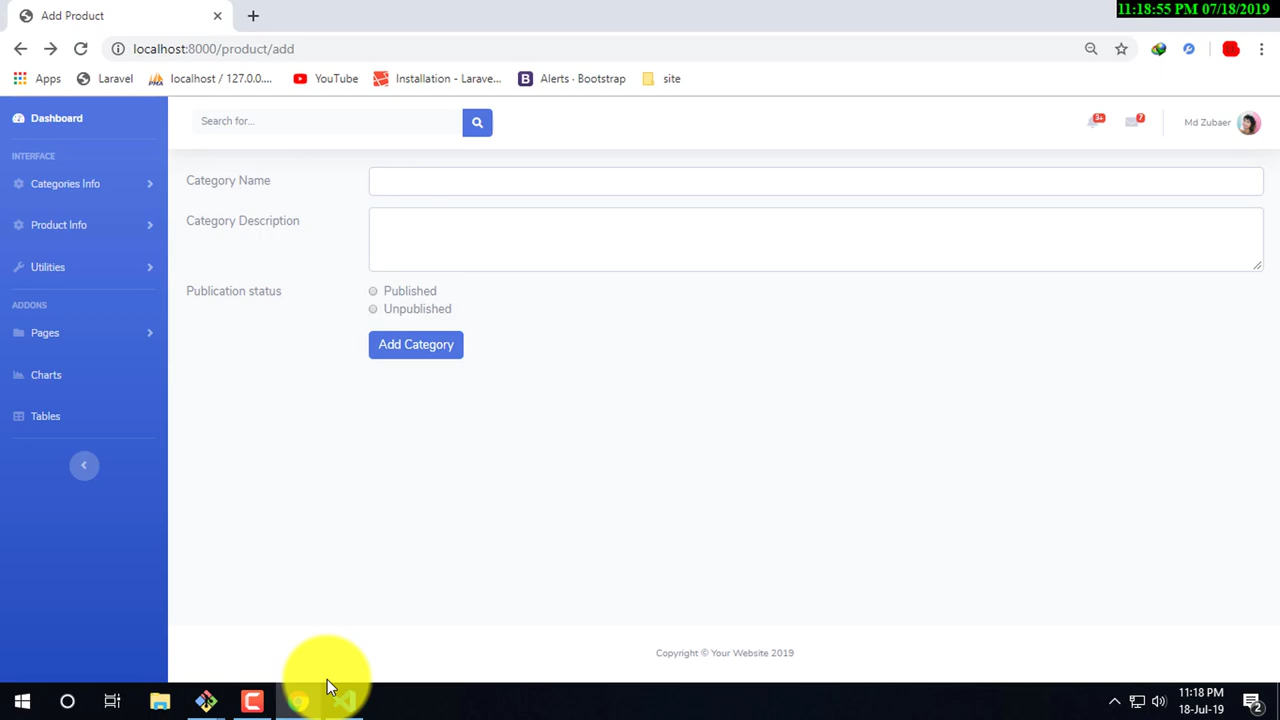 Add Product
11:18:55 PM 07/18/2019
localhost:8000/product/add
Apps
Laravel
localhost / 127.0.0....
YouTube
Installation - Larave...
Alerts · Bootstrap
site
Dashboard
Search for...
3+
7
Md Zubaer
INTERFACE
Categories Info
Product Info
Utilities
ADDONS
Pages
Charts
Tables
Category Name
Category Description
Publication status
Published
Unpublished
Add Category
Copyright © Your Website 2019
11:18 PM
18-Jul-19
2